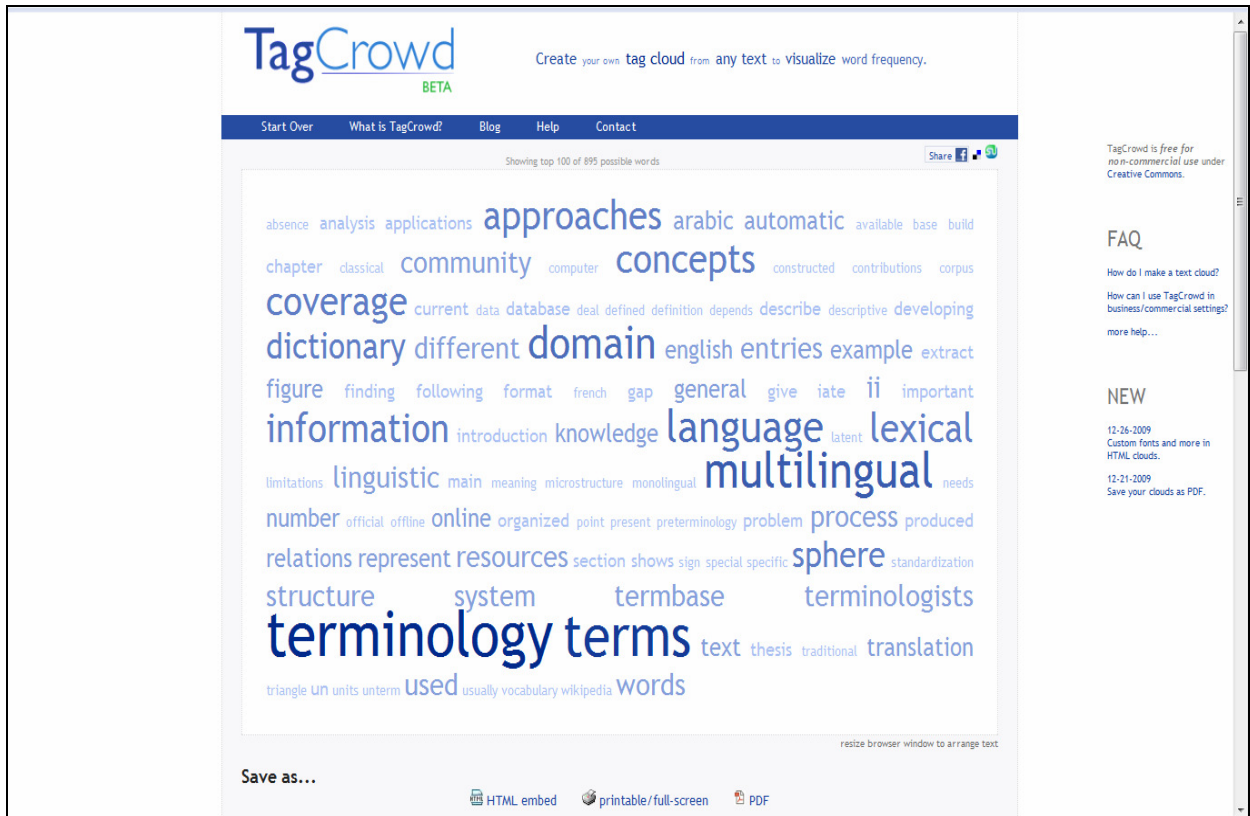 TagCrowd
BETA
Create your own tag cloud from any text to visualize word frequency.
Start Over What is TagCrowd? Blog Help Contact
Showing top 100 of 895 possible words
Share
absence analysis applications approaches arabic automatic available base build
chapter classical community computer concepts constructed contributions corpus
coverage current data database deal defined definition depends describe descriptive developing
dictionary different domain english entries example extract
figure finding following format french gap general give iate ii important
information introduction knowledge language latent lexical
limitations linguistic main meaning microstructure monolingual multilingual needs
number official offline online organized point present preterminology problem process produced
relations represent resources section shows sign special specific sphere standardization
structure system termbase terminologists
terminology terms text thesis traditional translation
triangle un units unterm used usually vocabulary wikipedia words
resize browser window to arrange text
Save as...
HTML embed printable/full-screen PDF
TagCrowd is free for
non-commercial use under
Creative Commons.
FAQ
How do I make a text cloud?
How can I use TagCrowd in
business/commercial settings?
more help...
NEW
12-26-2009
Custom fonts and more in
HTML clouds.
12-21-2009
Save your clouds as PDF.